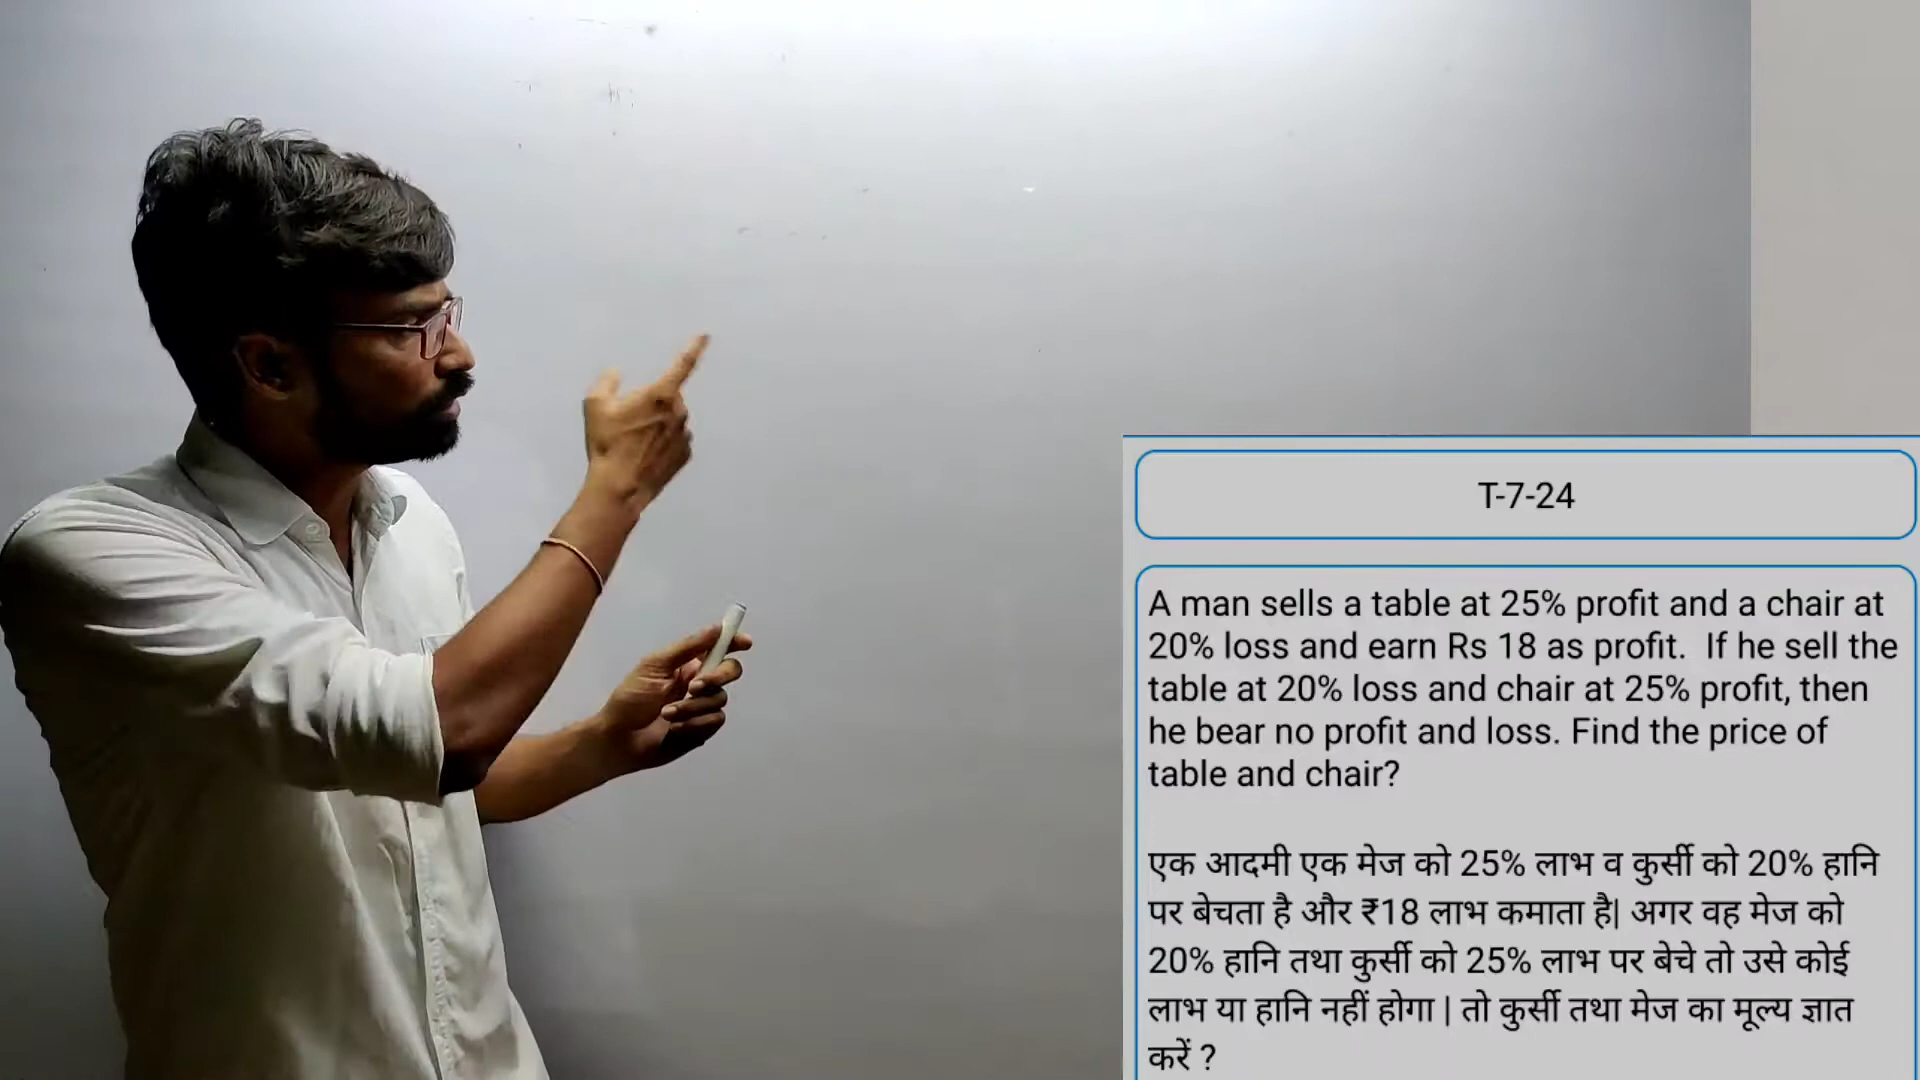 T-7-24
A man sells a table at 25% profit and a chair at
20% loss and earn Rs 18 as profit.  If he sell the
table at 20% loss and chair at 25% profit, then
he bear no profit and loss. Find the price of
table and chair?
एक आदमी एक मेज को 25% लाभ व कुर्सी को 20% हानि
पर बेचता है और ₹18 लाभ कमाता है| अगर वह मेज को
20% हानि तथा कुर्सी को 25% लाभ पर बेचे तो उसे कोई
लाभ या हानि नहीं होगा | तो कुर्सी तथा मेज का मूल्य ज्ञात
करें ?